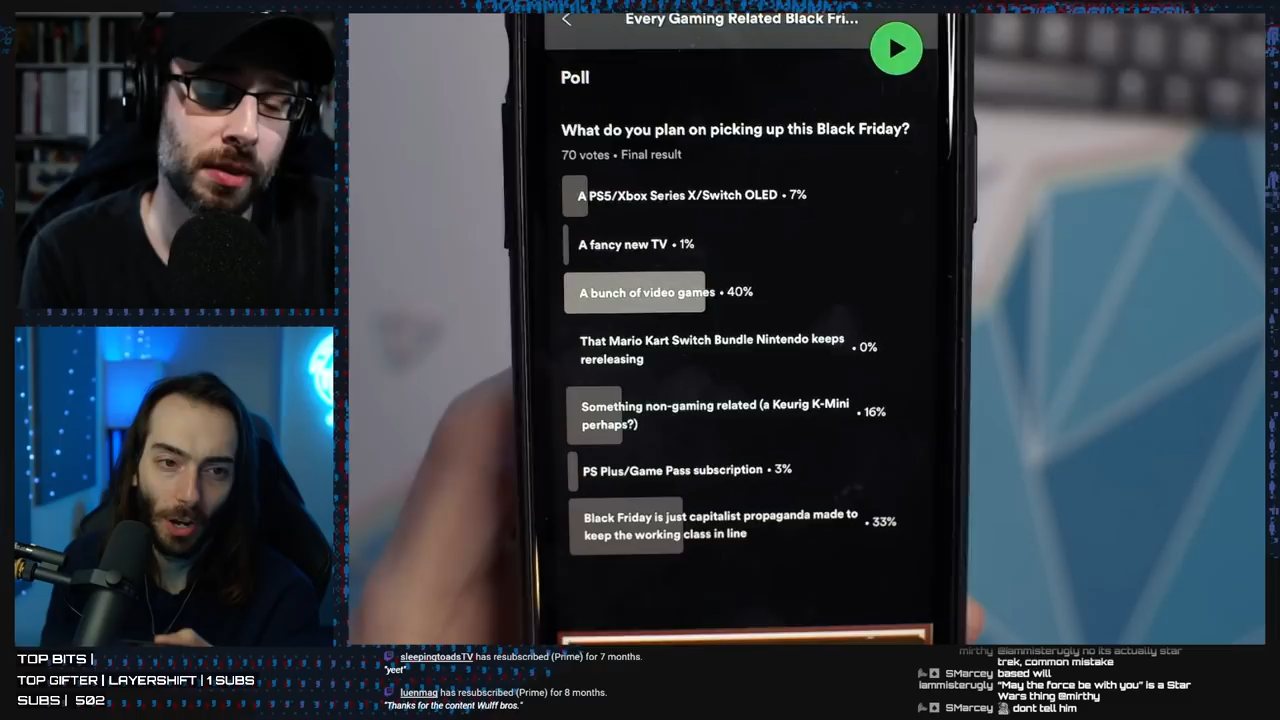 Every Gaming Related Black Fri...
Poll
What do you plan on picking up this Black Friday?
70 votes • Final result
A PS5/Xbox Series X/Switch OLED • 7%
A fancy new TV • 1%
A bunch of video games • 40%
That Mario Kart Switch Bundle Nintendo keeps
rereleasing • 0%
Something non-gaming related (a Keurig K-Mini
perhaps?) • 16%
PS Plus/Game Pass subscription • 3%
Black Friday is just capitalist propaganda made to
keep the working class in line • 33%
TOP BITS |
TOP GIFTER | LAYERSHIFT | 1 SUBS
SUBS | 502
sleepingtoadsTV has resubscribed (Prime) for 7 months.
"yeet"
luenmag has resubscribed (Prime) for 8 months.
"Thanks for the content Wulff bros."
mirthy @iammisterugly no its actually star
trek, common mistake
SMarcey based will
iammisterugly "May the force be with you" is a Star
Wars thing @mirthy
SMarcey dont tell him